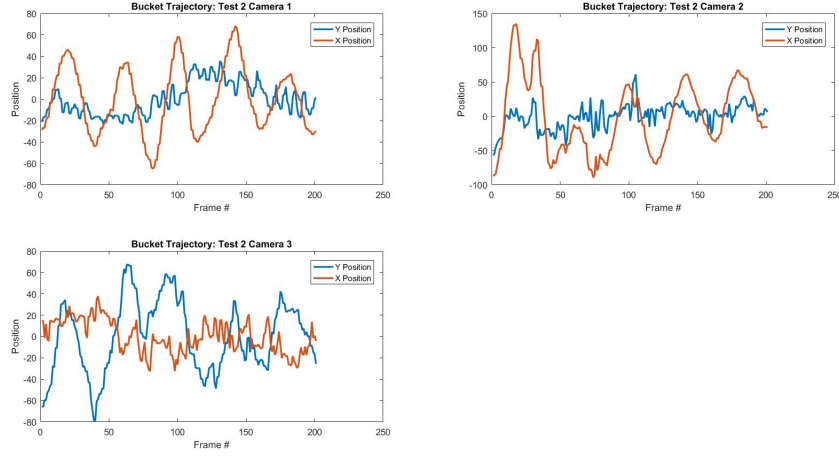 Bucket Trajectory: Test 2 Camera 1
Y Position
X Position
80
60
40
20
0
-20
-40
-60
-80
Position
0 50 100 150 200 250
Frame #
Bucket Trajectory: Test 2 Camera 2
Y Position
X Position
150
100
50
0
-50
-100
Position
0 50 100 150 200 250
Frame #
Bucket Trajectory: Test 2 Camera 3
Y Position
X Position
80
60
40
20
0
-20
-40
-60
-80
Position
0 50 100 150 200 250
Frame #